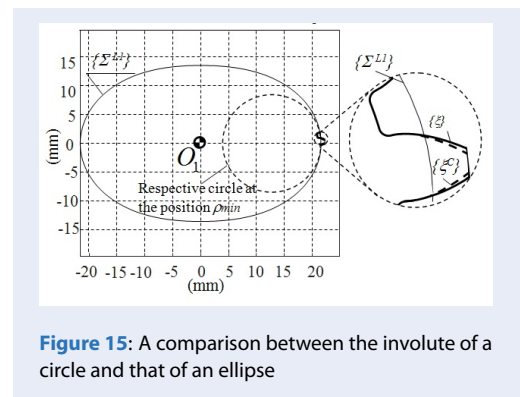 {Σ^{L1}}
{Σ^{L1}}
15
10
5
0
-5
-10
-15
(mm)
O₁
S
{ξ}
{ξ^C}
Respective circle at
the position ρmin
-20 -15 -10 -5 0 5 10 15 20
(mm)
Figure 15: A comparison between the involute of a
circle and that of an ellipse